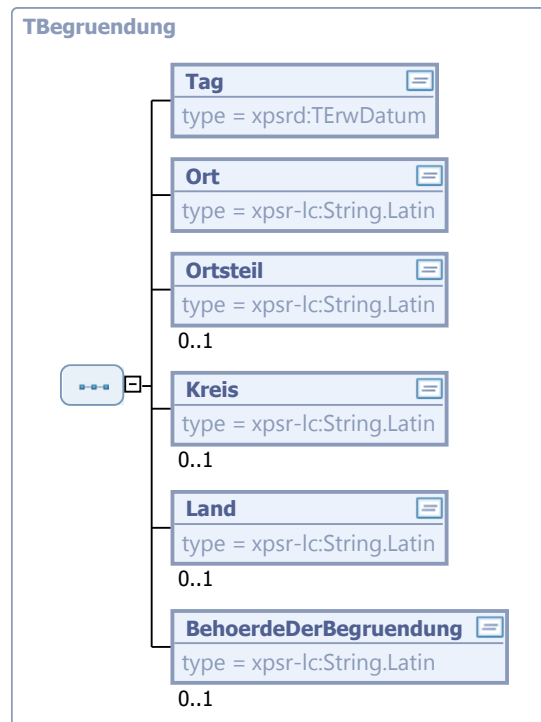 TBegruendung
Tag
type = xpsrd:TErwDatum
Ort
type = xpsr-lc:String.Latin
Ortsteil
type = xpsr-lc:String.Latin
0..1
Kreis
type = xpsr-lc:String.Latin
0..1
Land
type = xpsr-lc:String.Latin
0..1
BehoerdeDerBegruendung
type = xpsr-lc:String.Latin
0..1